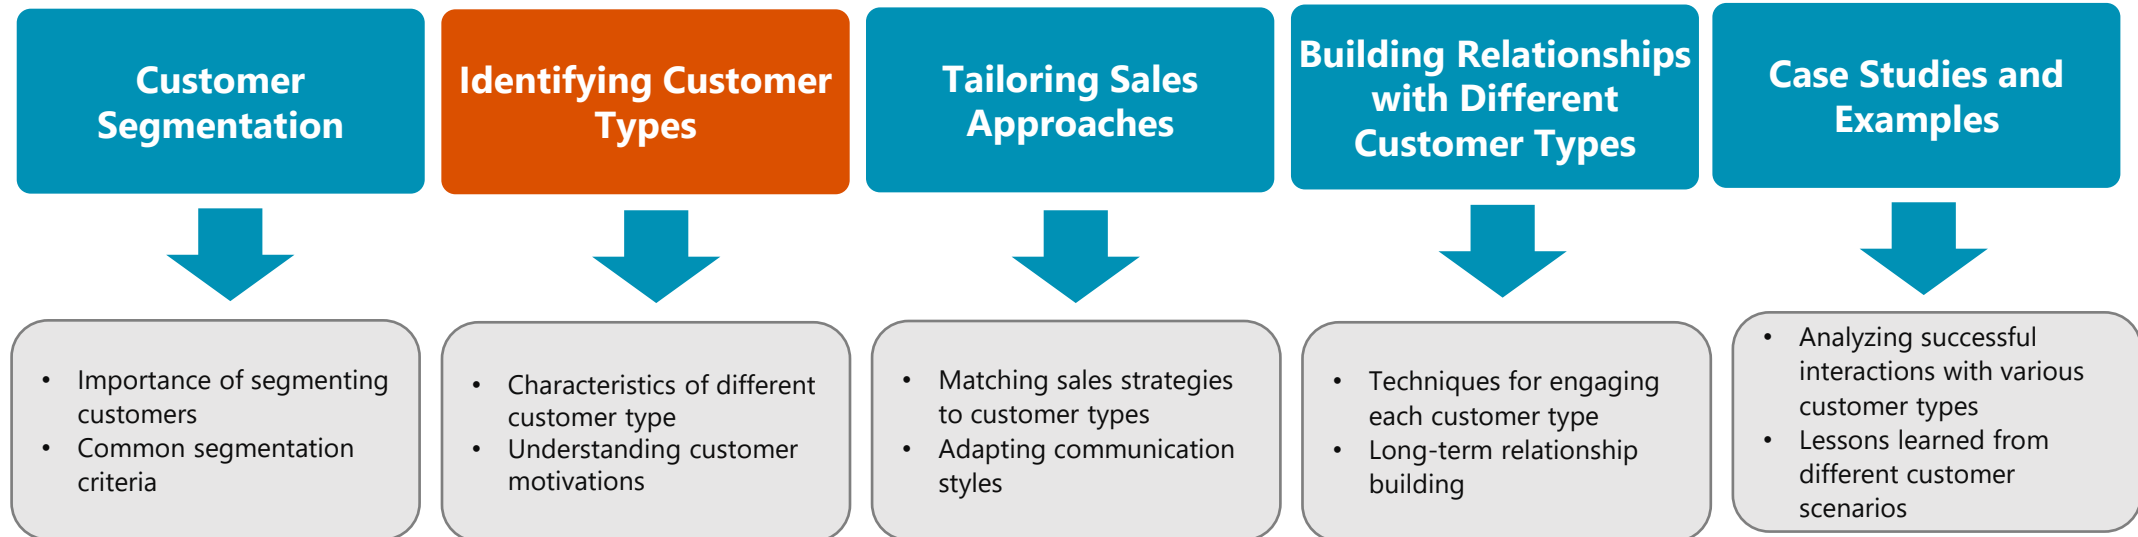 Customer
Segmentation
Identifying Customer
Types
Tailoring Sales
Approaches
Building Relationships
with Different
Customer Types
Case Studies and
Examples
• Importance of segmenting
customers
• Common segmentation
criteria
• Characteristics of different
customer type
• Understanding customer
motivations
• Matching sales strategies
to customer types
• Adapting communication
styles
• Techniques for engaging
each customer type
• Long-term relationship
building
• Analyzing successful
interactions with various
customer types
• Lessons learned from
different customer
scenarios